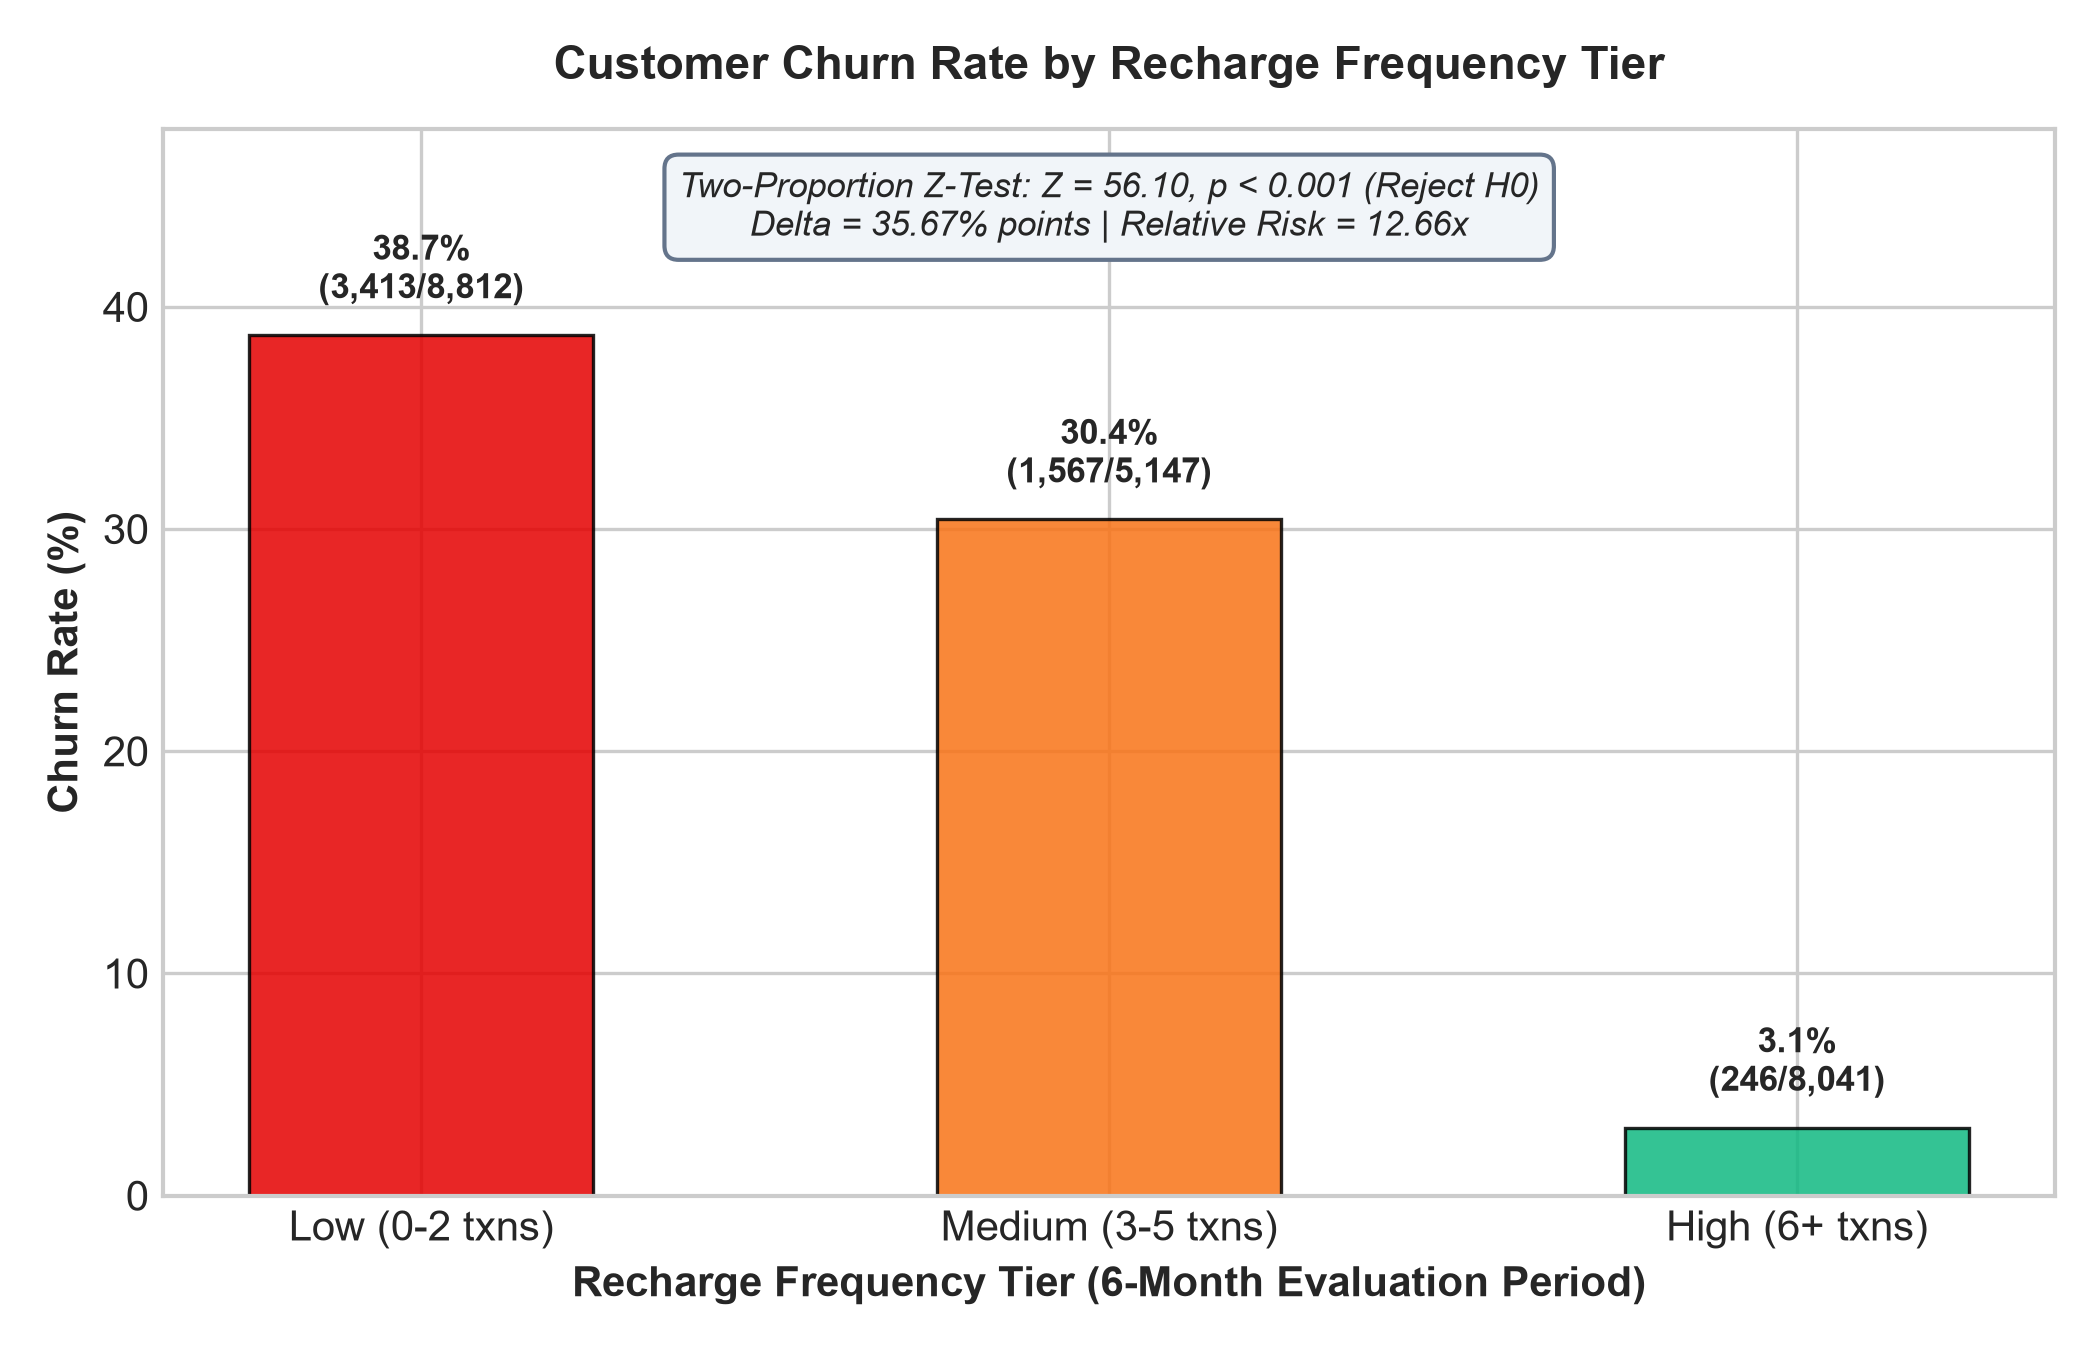 Customer Churn Rate by Recharge Frequency Tier
Two-Proportion Z-Test: Z = 56.10, p < 0.001 (Reject H0)
Delta = 35.67% points | Relative Risk = 12.66x
38.7%
(3,413/8,812)
30.4%
(1,567/5,147)
3.1%
(246/8,041)
Churn Rate (%)
40
30
20
10
0
Low (0-2 txns)
Medium (3-5 txns)
High (6+ txns)
Recharge Frequency Tier (6-Month Evaluation Period)